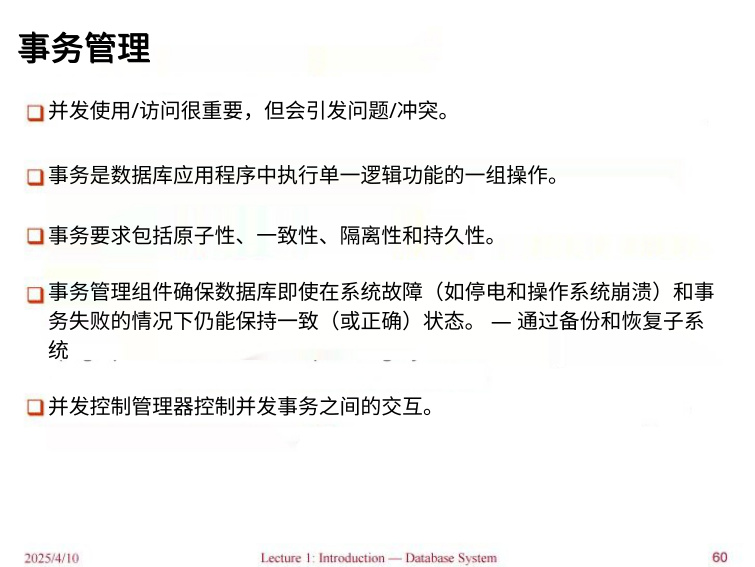 事务管理
并发使用/访问很重要，但会引发问题/冲突。
事务是数据库应用程序中执行单一逻辑功能的一组操作。
事务要求包括原子性、一致性、隔离性和持久性。
事务管理组件确保数据库即使在系统故障（如停电和操作系统崩溃）和事
务失败的情况下仍能保持一致（或正确）状态。 — 通过备份和恢复子系
统
并发控制管理器控制并发事务之间的交互。
2025/4/10 Lecture 1: Introduction — Database System 60